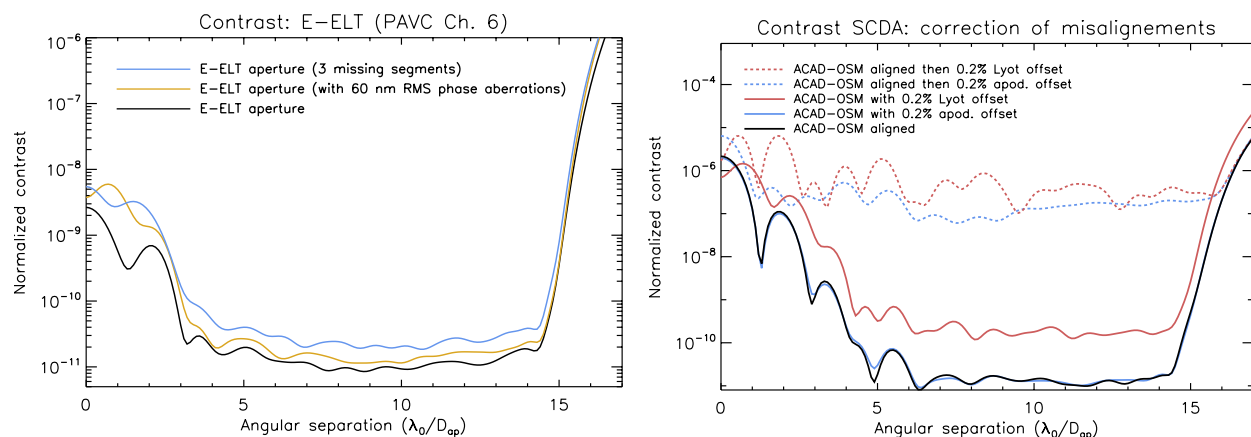 Contrast: E-ELT (PAVC Ch. 6)
10⁻⁶
10⁻⁷
10⁻⁸
10⁻⁹
10⁻¹⁰
10⁻¹¹
Normalized contrast
E-ELT aperture (3 missing segments)
E-ELT aperture (with 60 nm RMS phase aberrations)
E-ELT aperture
0 5 10 15
Angular separation (λ₀/Dₐₚ)
Contrast SCDA: correction of misalignements
10⁻⁴
10⁻⁶
10⁻⁸
10⁻¹⁰
Normalized contrast
ACAD-OSM aligned then 0.2% Lyot offset
ACAD-OSM aligned then 0.2% apod. offset
ACAD-OSM with 0.2% Lyot offset
ACAD-OSM with 0.2% apod. offset
ACAD-OSM aligned
0 5 10 15
Angular separation (λ₀/Dₐₚ)